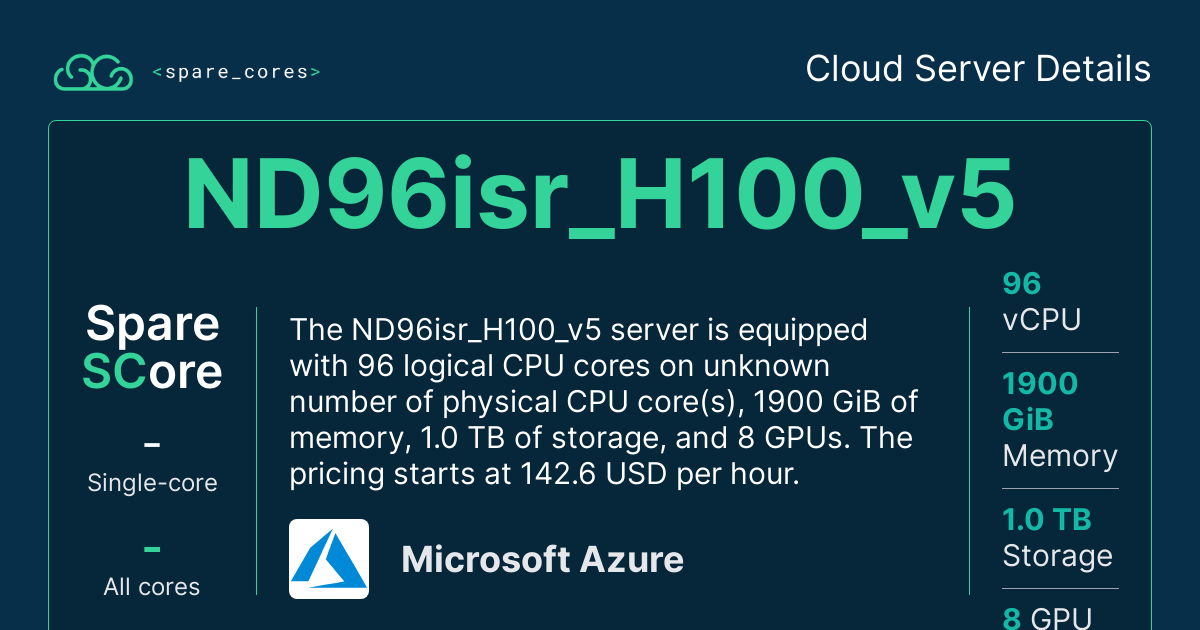 <spare_cores>
Cloud Server Details
ND96isr_H100_v5
Spare
SCore
–
Single-core
–
All cores
The ND96isr_H100_v5 server is equipped
with 96 logical CPU cores on unknown
number of physical CPU core(s), 1900 GiB of
memory, 1.0 TB of storage, and 8 GPUs. The
pricing starts at 142.6 USD per hour.
Microsoft Azure
96
vCPU
1900
GiB
Memory
1.0 TB
Storage
8 GPU